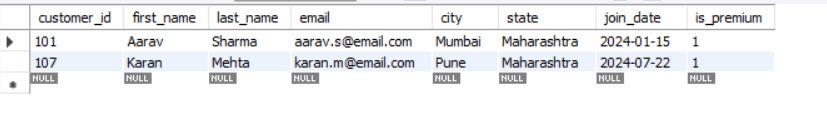 customer_id first_name last_name email city state join_date is_premium
101 Aarav Sharma aarav.s@email.com Mumbai Maharashtra 2024-01-15 1
107 Karan Mehta karan.m@email.com Pune Maharashtra 2024-07-22 1
NULL NULL NULL NULL NULL NULL NULL NULL